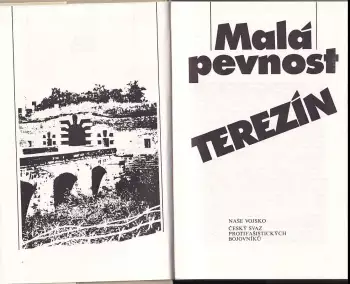 Malá
pevnost
TEREZÍN
NAŠE VOJSKO
ČESKÝ SVAZ
PROTIFAŠISTICKÝCH
BOJOVNÍKŮ